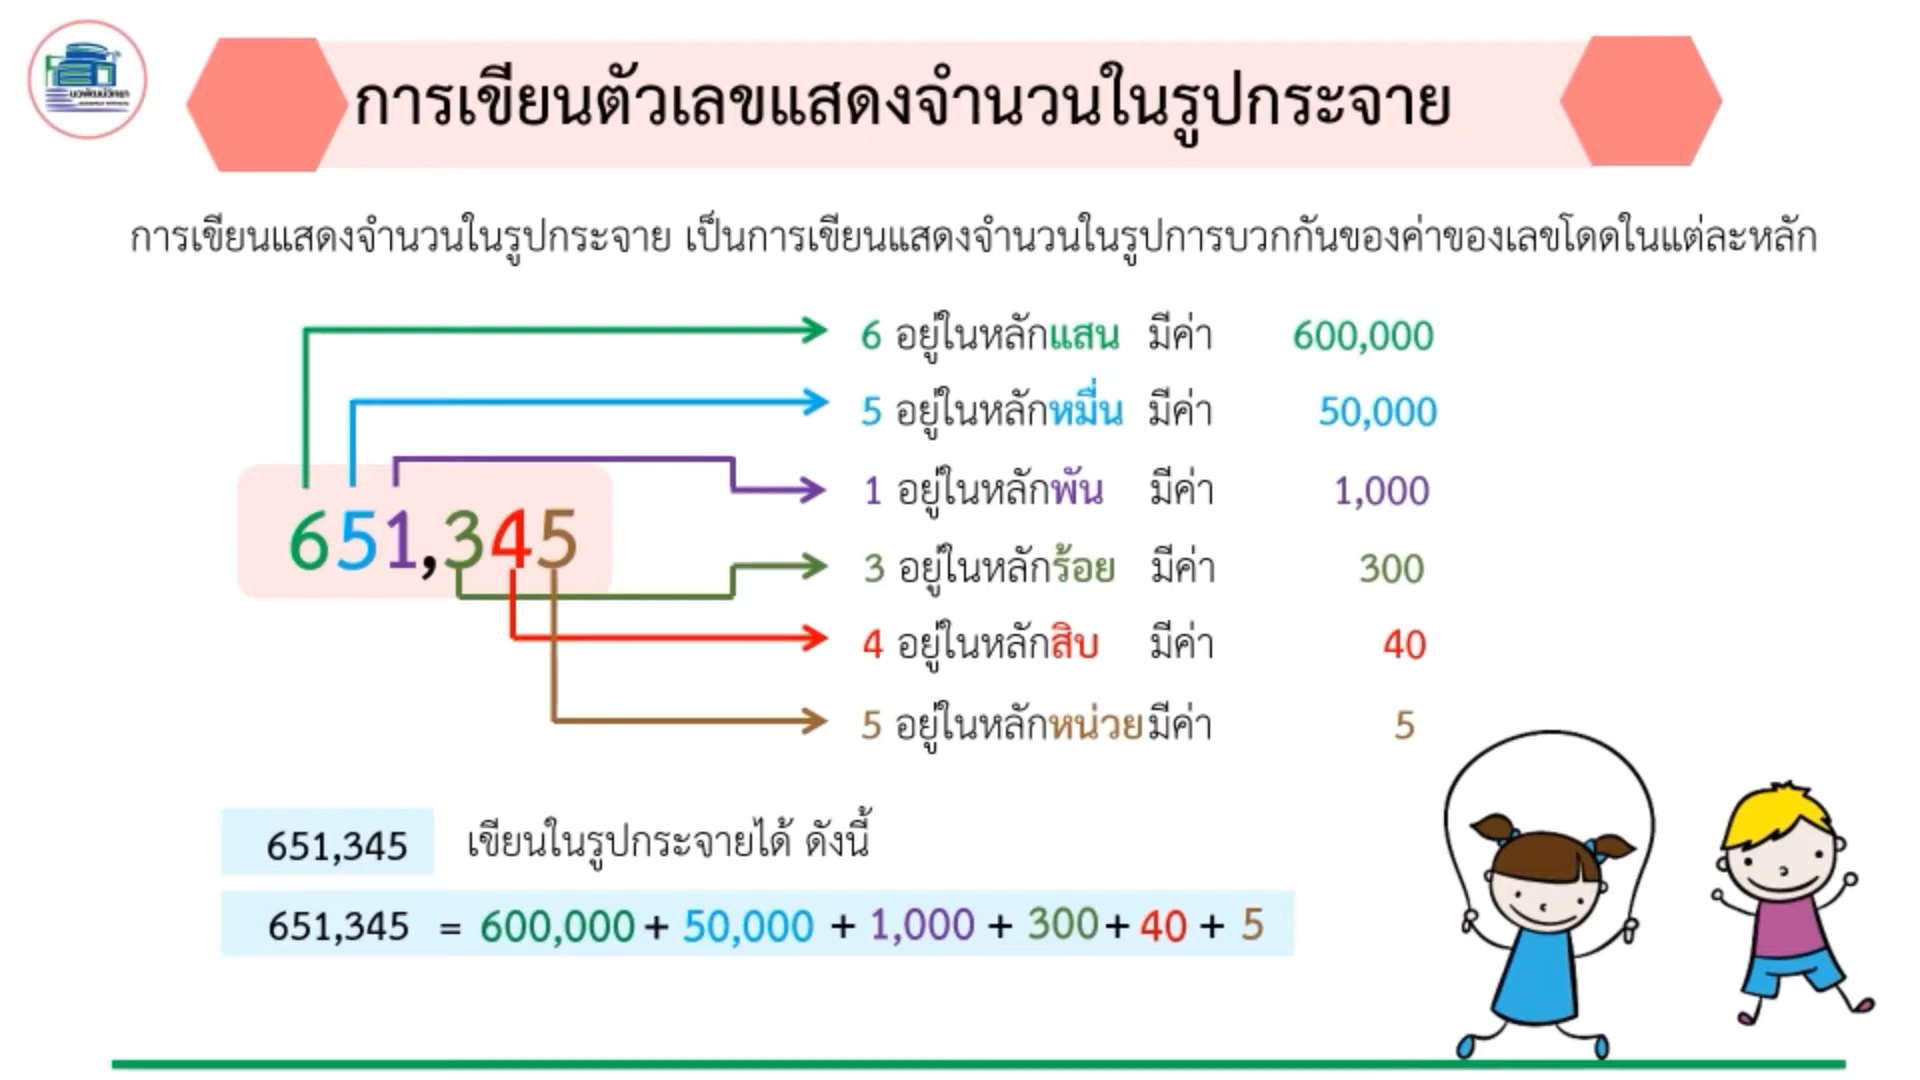 นวพัฒน์วิทยา
การเขียนตัวเลขแสดงจำนวนในรูปกระจาย
การเขียนแสดงจำนวนในรูปกระจาย เป็นการเขียนแสดงจำนวนในรูปการบวกกันของค่าของเลขโดดในแต่ละหลัก
6 อยู่ในหลักแสน มีค่า 600,000
5 อยู่ในหลักหมื่น มีค่า 50,000
1 อยู่ในหลักพัน มีค่า 1,000
651,345
3 อยู่ในหลักร้อย มีค่า 300
4 อยู่ในหลักสิบ มีค่า 40
5 อยู่ในหลักหน่วย มีค่า 5
651,345 เขียนในรูปกระจายได้ ดังนี้
651,345 = 600,000 + 50,000 + 1,000 + 300 + 40 + 5